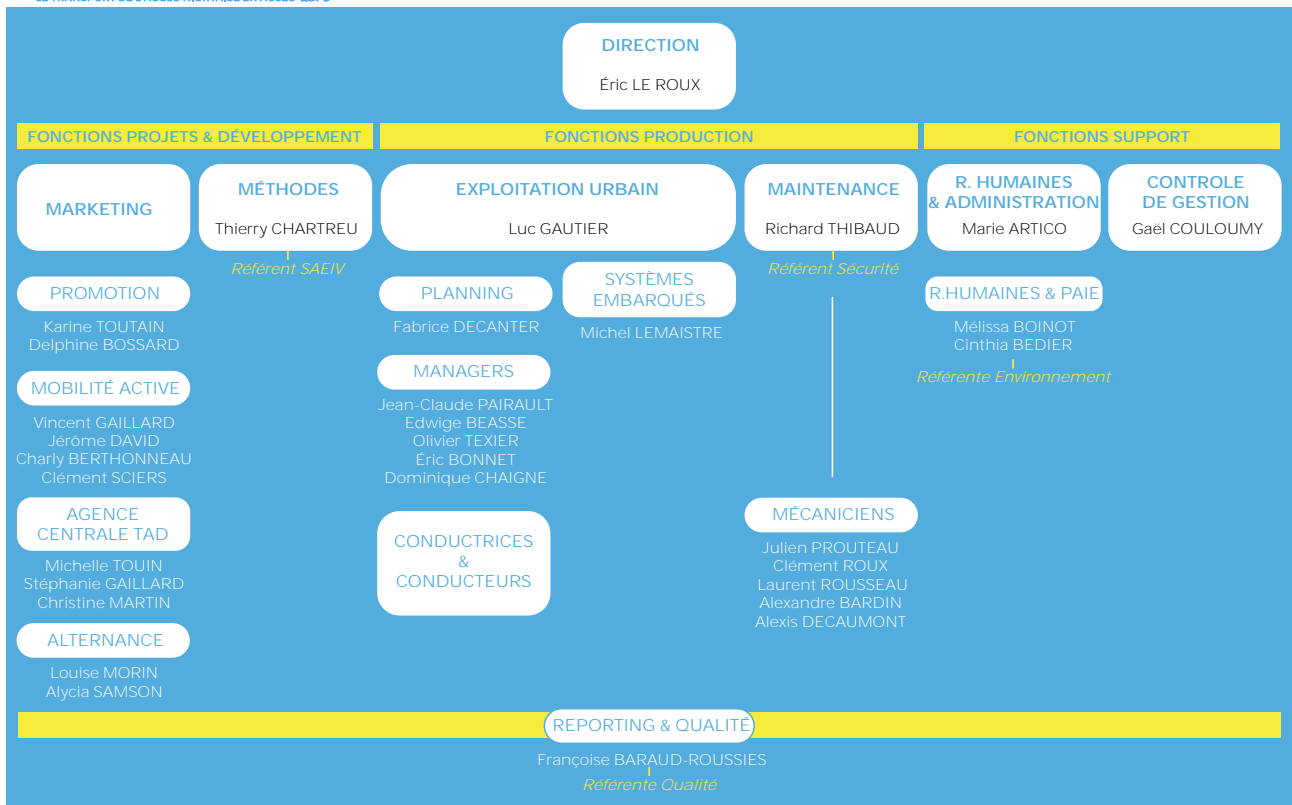 DIRECTION
Éric LE ROUX
FONCTIONS PROJETS & DÉVELOPPEMENT
FONCTIONS PRODUCTION
FONCTIONS SUPPORT
MARKETING
MÉTHODES
Thierry CHARTREU
Référent SAEIV
EXPLOITATION URBAIN
Luc GAUTIER
MAINTENANCE
Richard THIBAUD
Référent Sécurité
R. HUMAINES
& ADMINISTRATION
Marie ARTICO
CONTROLE
DE GESTION
Gaël COULOUMY
PROMOTION
Karine TOUTAIN
Delphine BOSSARD
MOBILITÉ ACTIVE
Vincent GAILLARD
Jérôme DAVID
Charly BERTHONNEAU
Clément SCIERS
AGENCE
CENTRALE TAD
Michelle TOUIN
Stéphanie GAILLARD
Christine MARTIN
ALTERNANCE
Louise MORIN
Alycia SAMSON
PLANNING
Fabrice DECANTER
SYSTÈMES
EMBARQUÉS
Michel LEMAISTRE
MANAGERS
Jean-Claude PAIRAULT
Edwige BEASSE
Olivier TEXIER
Éric BONNET
Dominique CHAIGNE
CONDUCTRICES
&
CONDUCTEURS
MÉCANICIENS
Julien PROUTEAU
Clément ROUX
Laurent ROUSSEAU
Alexandre BARDIN
Alexis DECAUMONT
R.HUMAINES & PAIE
Mélissa BOINOT
Cinthia BEDIER
Référente Environnement
REPORTING & QUALITÉ
Françoise BARAUD-ROUSSIES
Référente Qualité